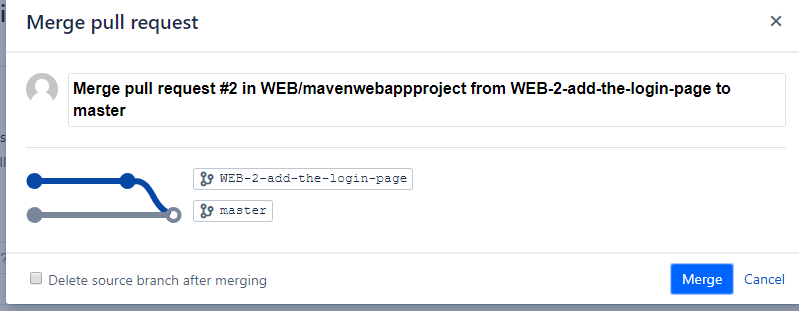 Merge pull request
Merge pull request #2 in WEB/mavenwebappproject from WEB-2-add-the-login-page to
master
WEB-2-add-the-login-page
master
Delete source branch after merging
Merge Cancel